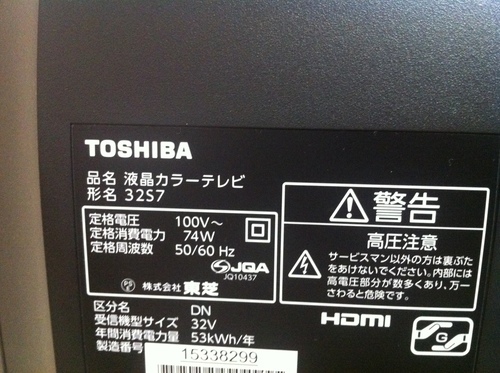 TOSHIBA
品名 液晶カラーテレビ
形名 32S7
定格電圧 100V～
定格消費電力 74W
定格周波数 50/60 Hz
JQA
JQ10437
PS E 株式会社 東芝
区分名 DN
受信機型サイズ 32V
年間消費電力量 53kWh/年
製造番号 15338299
警告
高圧注意
サービスマン以外の方は裏ぶた
をあけないでください。内部には
高電圧部分が数多くあり、万一
さわると危険です。
HDMI
G